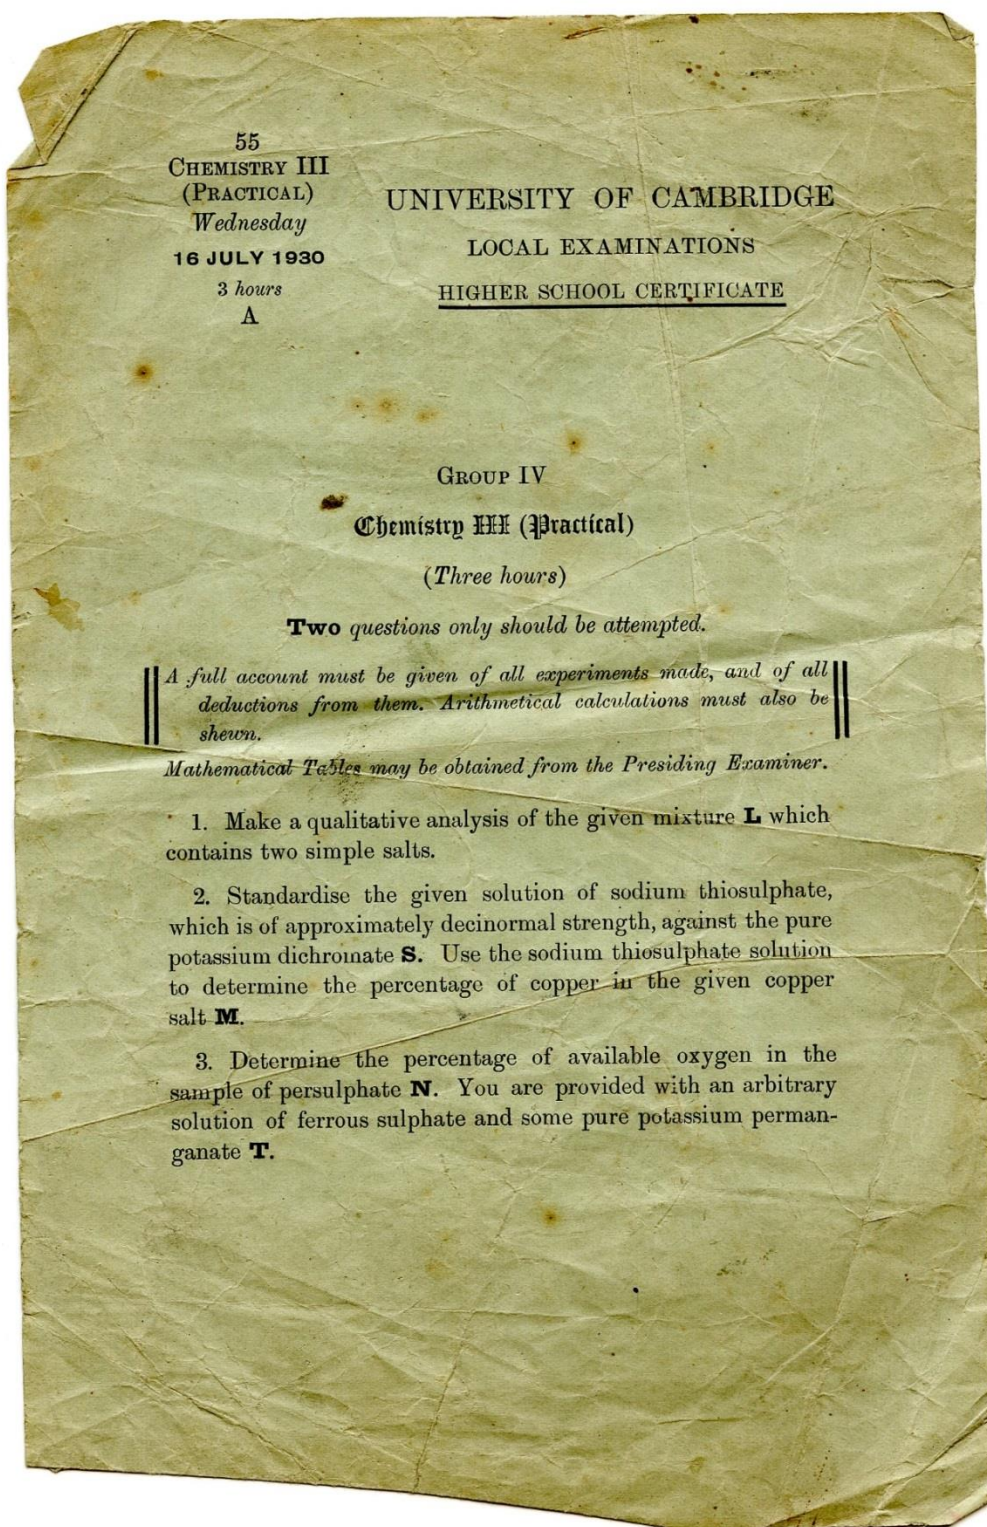 55
CHEMISTRY III
(PRACTICAL)
Wednesday
16 JULY 1930
3 hours
A
UNIVERSITY OF CAMBRIDGE
LOCAL EXAMINATIONS
HIGHER SCHOOL CERTIFICATE
GROUP IV
Chemistry III (Practical)
(Three hours)
Two questions only should be attempted.
A full account must be given of all experiments made, and of all
deductions from them. Arithmetical calculations must also be
shewn.
Mathematical Tables may be obtained from the Presiding Examiner.
1. Make a qualitative analysis of the given mixture L which
contains two simple salts.
2. Standardise the given solution of sodium thiosulphate,
which is of approximately decinormal strength, against the pure
potassium dichromate S. Use the sodium thiosulphate solution
to determine the percentage of copper in the given copper
salt M.
3. Determine the percentage of available oxygen in the
sample of persulphate N. You are provided with an arbitrary
solution of ferrous sulphate and some pure potassium perman-
ganate T.